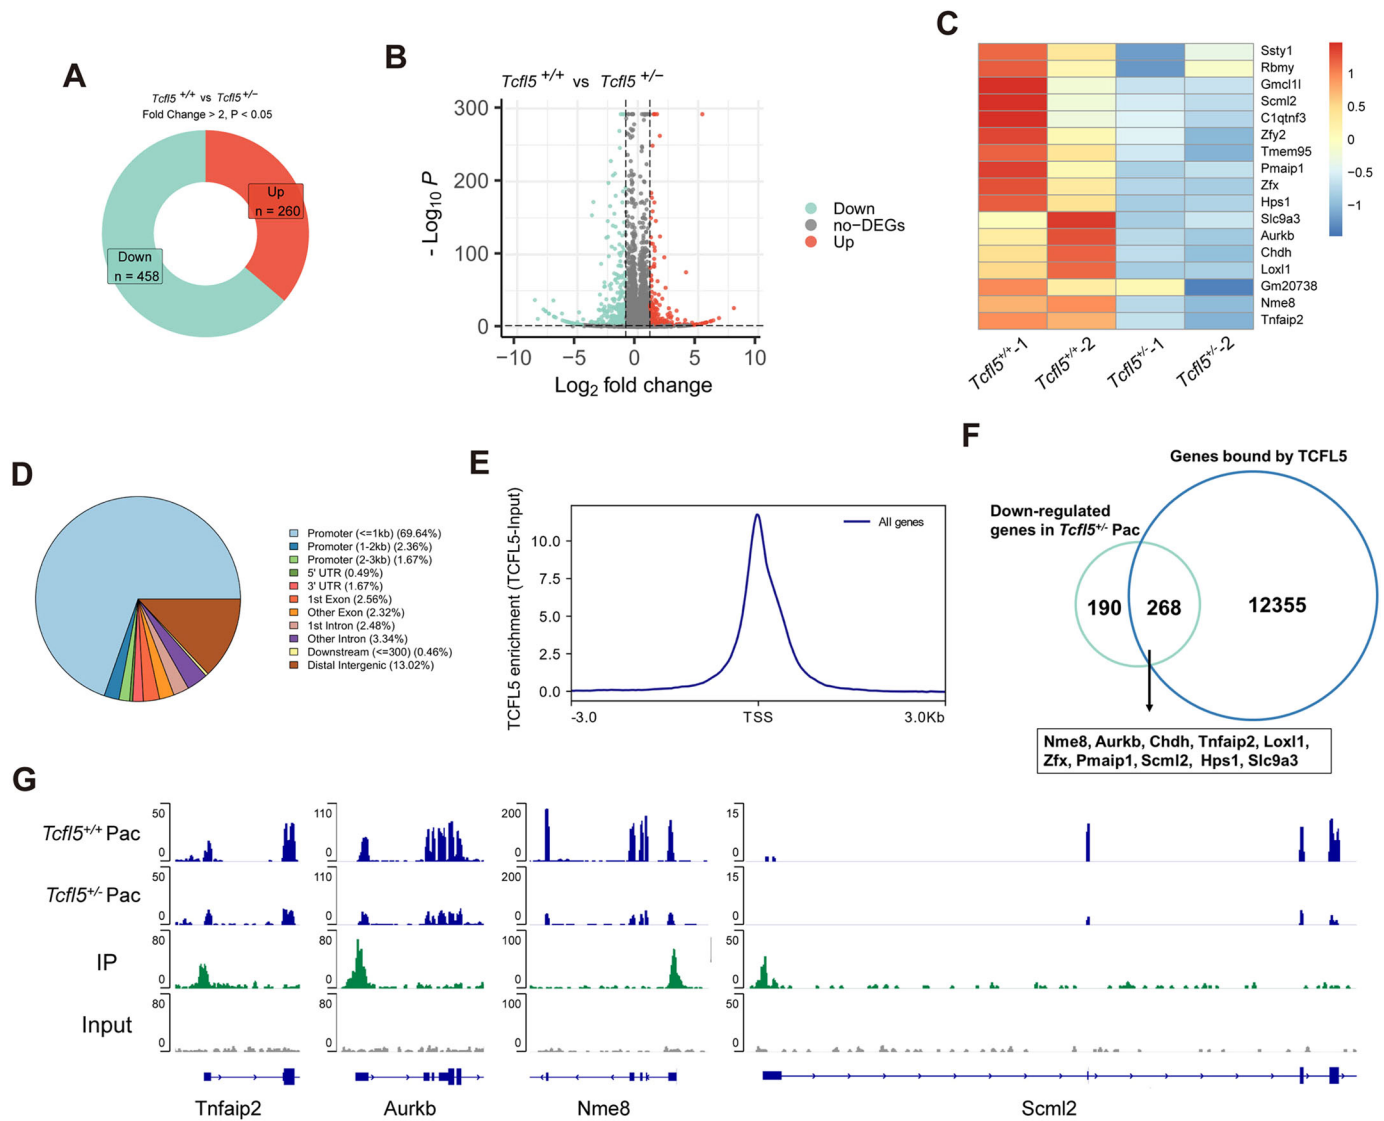 A
Tcfl5 +/+ vs Tcfl5 +/−
Fold Change > 2, P < 0.05
Up
n = 260
Down
n = 458
B
Tcfl5 +/+ vs Tcfl5 +/−
300
200
100
0
- Log10 P
−10
−5
0
5
10
Log2 fold change
Down
no−DEGs
Up
C
Ssty1
Rbmy
Gmcl1l
Scml2
C1qtnf3
Zfy2
Tmem95
Pmaip1
Zfx
Hps1
Slc9a3
Aurkb
Chdh
Loxl1
Gm20738
Nme8
Tnfaip2
1
0.5
0
−0.5
−1
Tcfl5+/+-1
Tcfl5+/+-2
Tcfl5+/-‑1
Tcfl5+/-‑2
D
Promoter (<=1kb) (69.64%)
Promoter (1-2kb) (2.36%)
Promoter (2-3kb) (1.67%)
5' UTR (0.49%)
3' UTR (1.67%)
1st Exon (2.56%)
Other Exon (2.32%)
1st Intron (2.48%)
Other Intron (3.34%)
Downstream (<=300) (0.46%)
Distal Intergenic (13.02%)
E
TCFL5 enrichment (TCFL5-Input)
10.0
7.5
5.0
2.5
0.0
All genes
-3.0
TSS
3.0Kb
F
Genes bound by TCFL5
Down-regulated
genes in Tcfl5+/- Pac
190
268
12355
Nme8, Aurkb, Chdh, Tnfaip2, Loxl1,
Zfx, Pmaip1, Scml2, Hps1, Slc9a3
G
Tcfl5+/+ Pac
50
0
110
0
200
0
15
0
Tcfl5+/- Pac
50
0
110
0
200
0
15
0
IP
80
0
80
0
100
0
50
0
Input
80
0
80
0
100
0
50
0
Tnfaip2
Aurkb
Nme8
Scml2